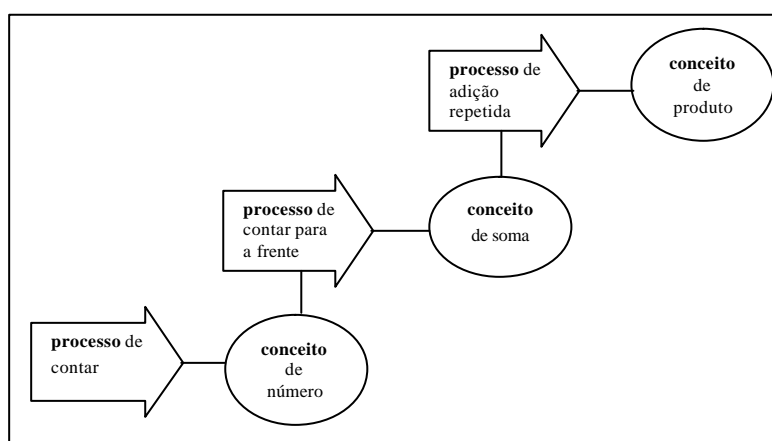 processo de
adição
repetida
conceito
de
produto
processo de
contar para
a frente
conceito
de soma
processo de
contar
conceito
de
número